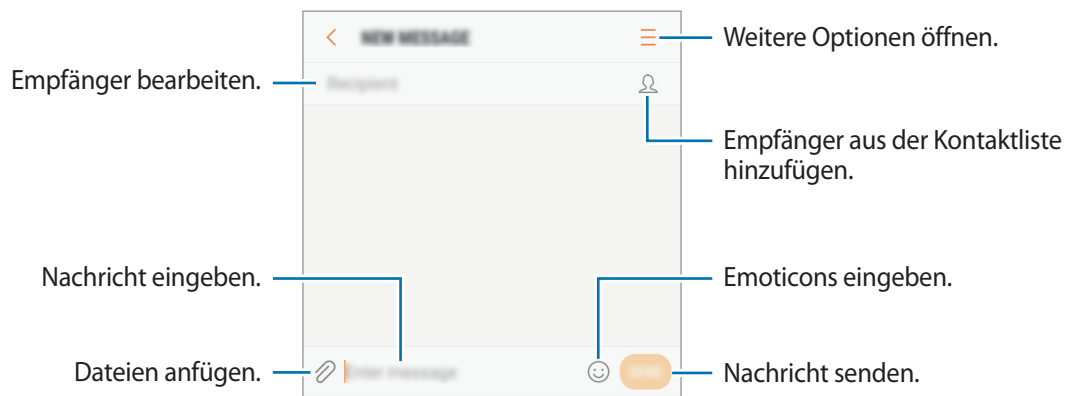 NEW MESSAGE
Weitere Optionen öffnen.
Empfänger bearbeiten.
Recipient
Empfänger aus der Kontaktliste
hinzufügen.
Nachricht eingeben.
Emoticons eingeben.
Dateien anfügen.
Enter message
SEND
Nachricht senden.